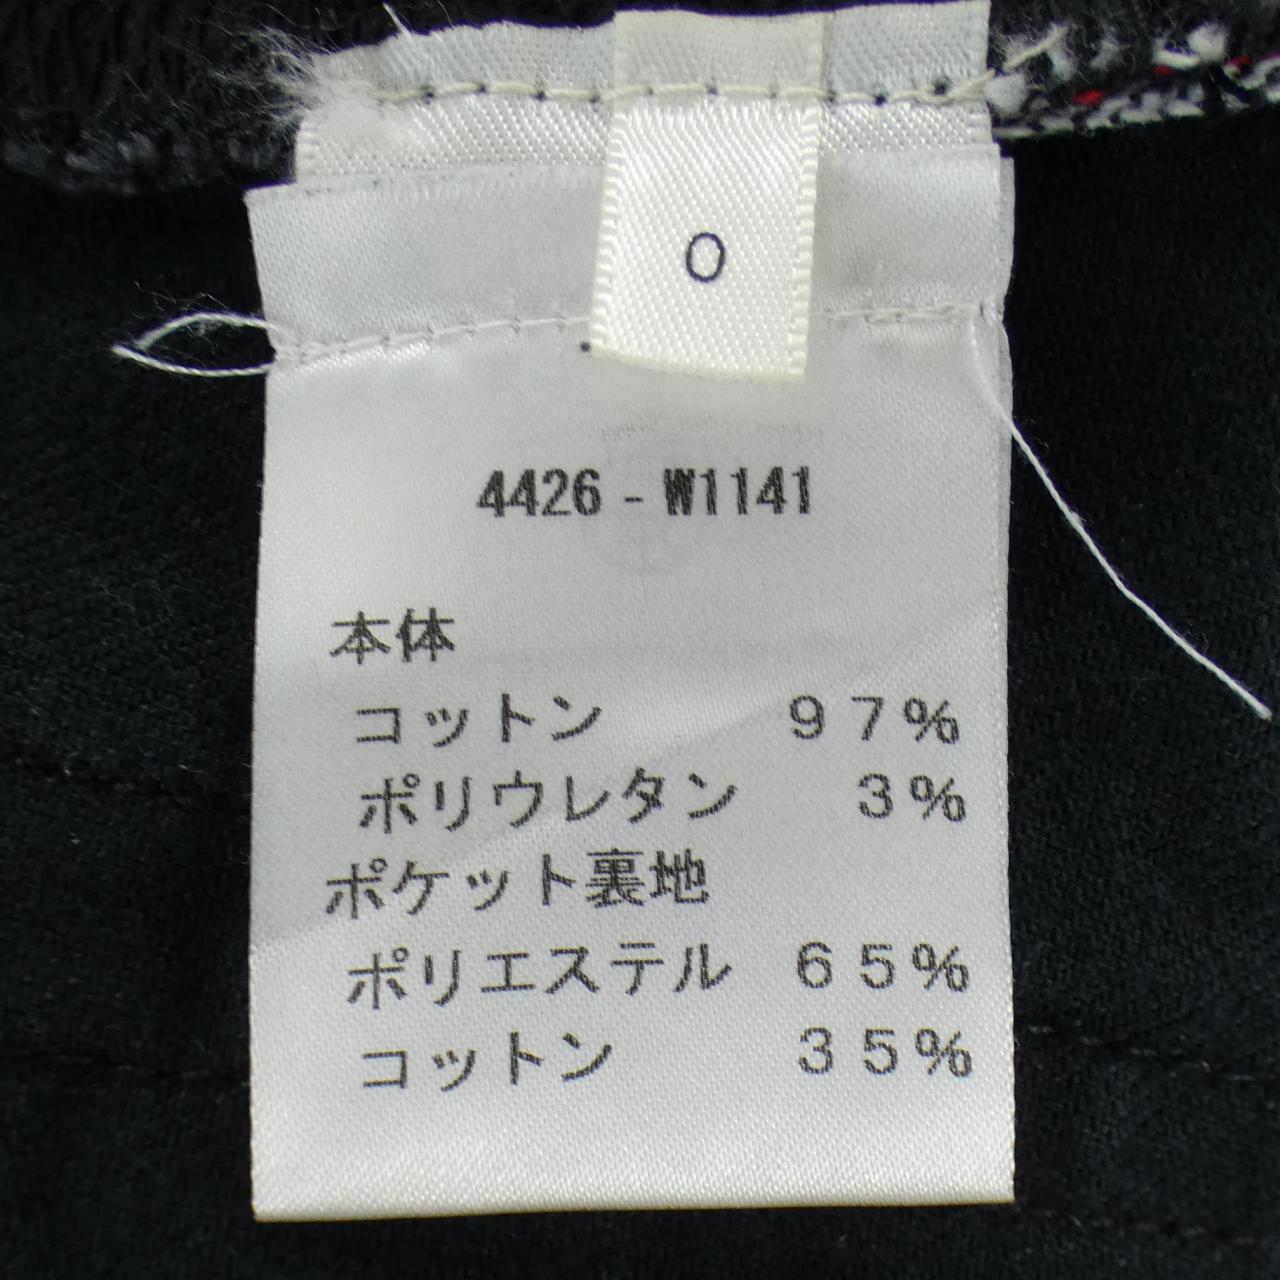 0
4426-W1141
本体
コットン 97%
ポリウレタン 3%
ポケット裏地
ポリエステル 65%
コットン 35%